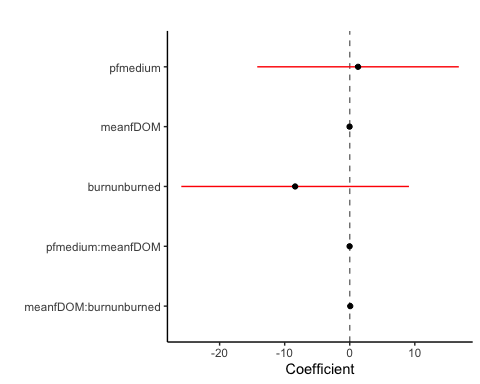 pfmedium
meanfDOM
burnunburned
pfmedium:meanfDOM
meanfDOM:burnunburned
-20 -10 0 10
Coefficient